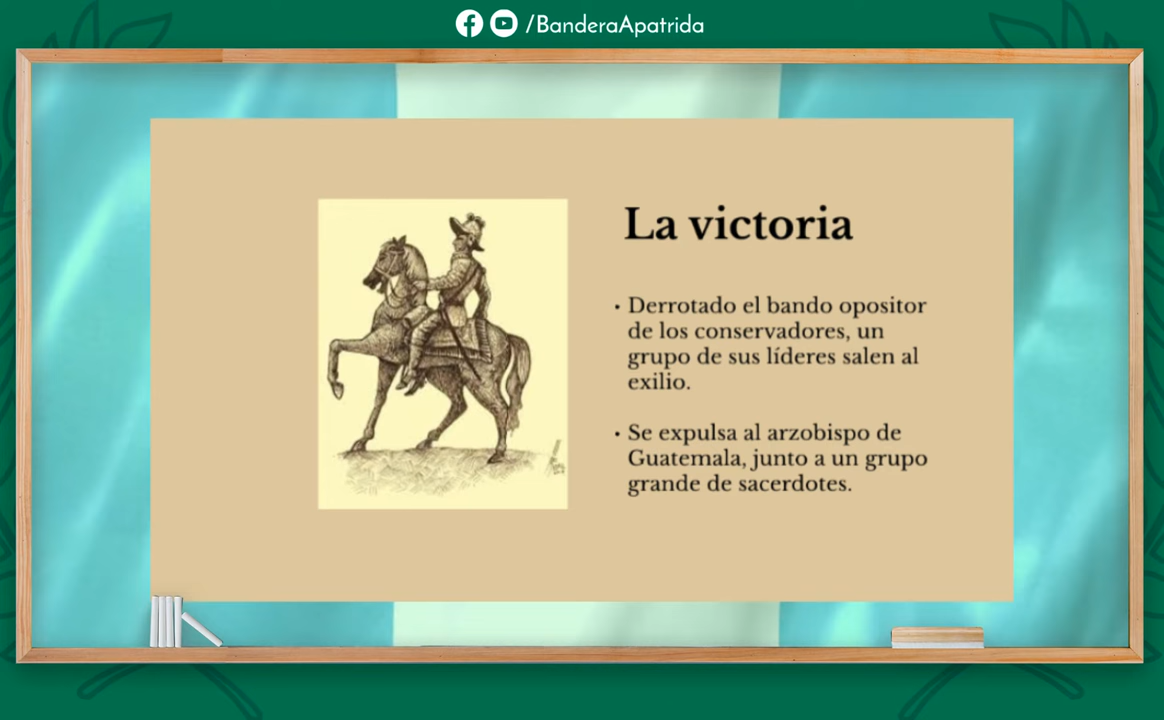 /BanderaApatrida
La victoria
• Derrotado el bando opositor
de los conservadores, un
grupo de sus líderes salen al
exilio.
• Se expulsa al arzobispo de
Guatemala, junto a un grupo
grande de sacerdotes.